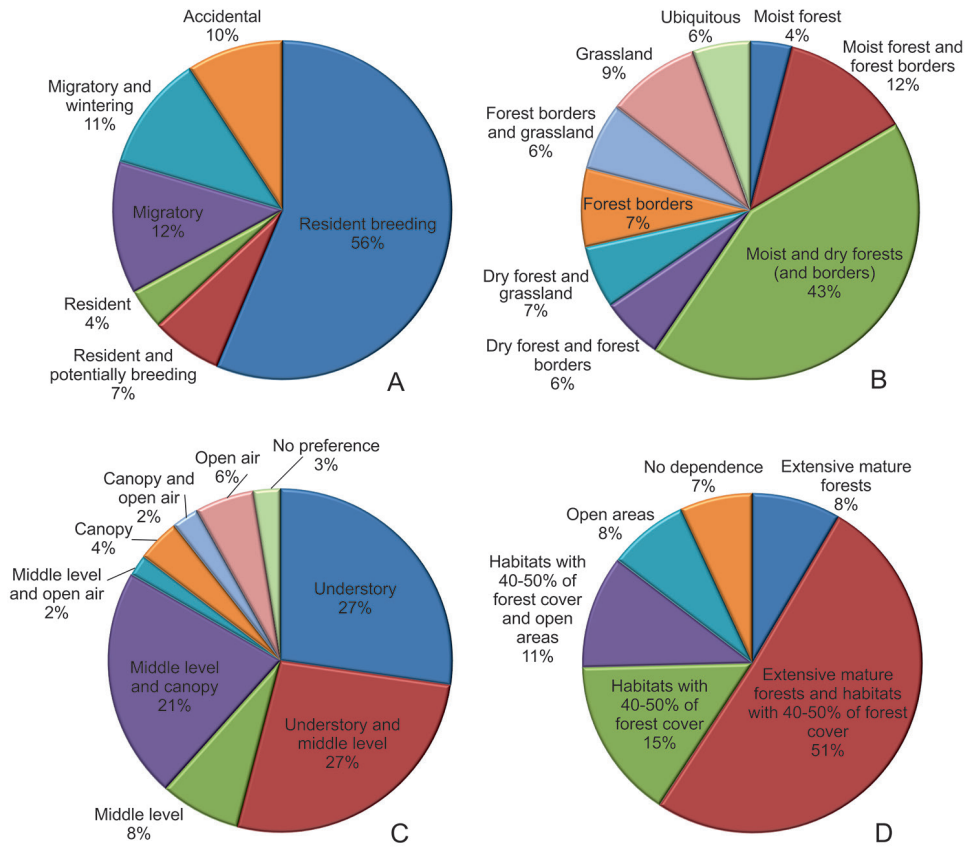 Accidental
10%
Migratory and
wintering
11%
Migratory
12%
Resident
4%
Resident and
potentially breeding
7%
Resident breeding
56%
A
Ubiquitous
6%
Moist forest
4%
Grassland
9%
Moist forest and
forest borders
12%
Forest borders
and grassland
6%
Forest borders
7%
Moist and dry forests
(and borders)
43%
Dry forest and
grassland
7%
Dry forest and forest
borders
6%
B
No preference
3%
Open air
6%
Canopy and
open air
2%
Canopy
4%
Middle level
and open air
2%
Understory
27%
Middle level
and canopy
21%
Understory and
middle level
27%
Middle level
8%
C
No dependence
7%
Extensive mature
forests
8%
Open areas
8%
Habitats with
40-50% of
forest cover
and open
areas
11%
Habitats with
40-50% of
forest cover
15%
Extensive mature
forests and habitats
with 40-50% of forest
cover
51%
D